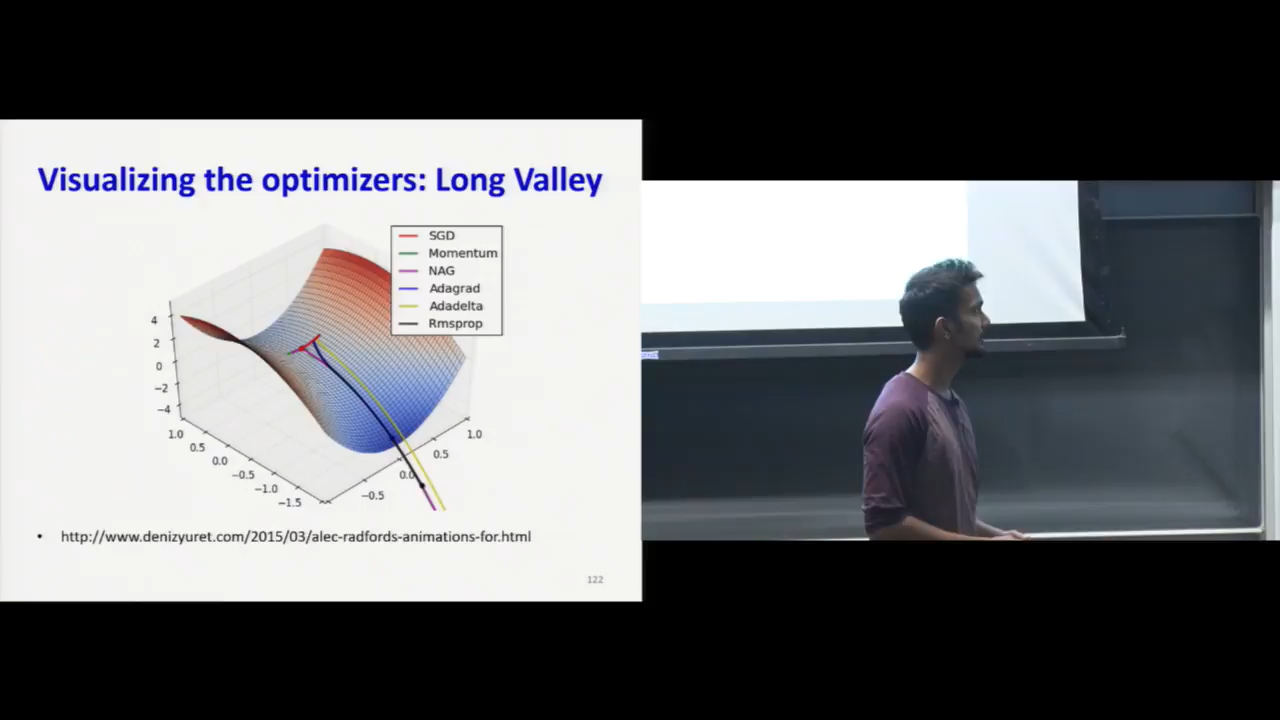 Visualizing the optimizers: Long Valley
SGD
Momentum
NAG
Adagrad
Adadelta
Rmsprop
4
2
0
−2
−4
1.0
0.5
0.0
−0.5
−1.0
−1.5
−0.5
0.0
0.5
1.0
• http://www.denizyuret.com/2015/03/alec-radfords-animations-for.html
122